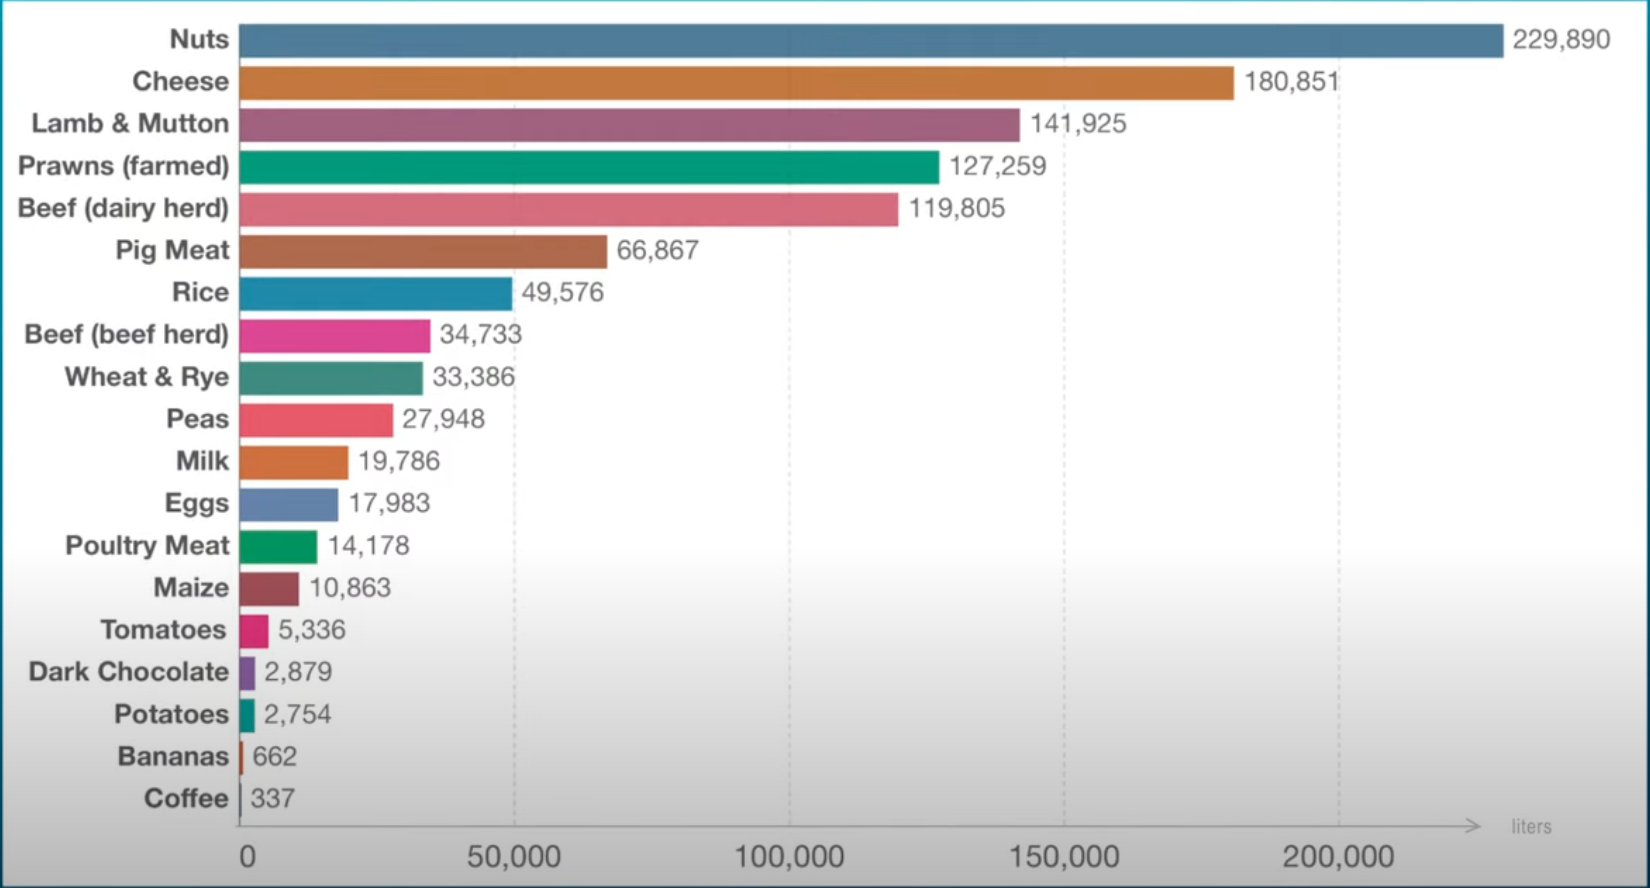 Nuts 229,890
Cheese 180,851
Lamb & Mutton 141,925
Prawns (farmed) 127,259
Beef (dairy herd) 119,805
Pig Meat 66,867
Rice 49,576
Beef (beef herd) 34,733
Wheat & Rye 33,386
Peas 27,948
Milk 19,786
Eggs 17,983
Poultry Meat 14,178
Maize 10,863
Tomatoes 5,336
Dark Chocolate 2,879
Potatoes 2,754
Bananas 662
Coffee 337
liters
0 50,000 100,000 150,000 200,000